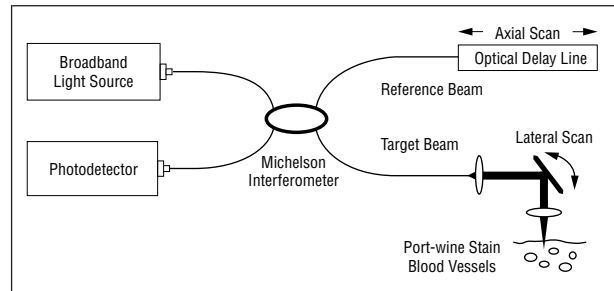 Axial Scan
Broadband
Light Source
Optical Delay Line
Reference Beam
Photodetector
Michelson
Interferometer
Target Beam
Lateral Scan
Port-wine Stain
Blood Vessels